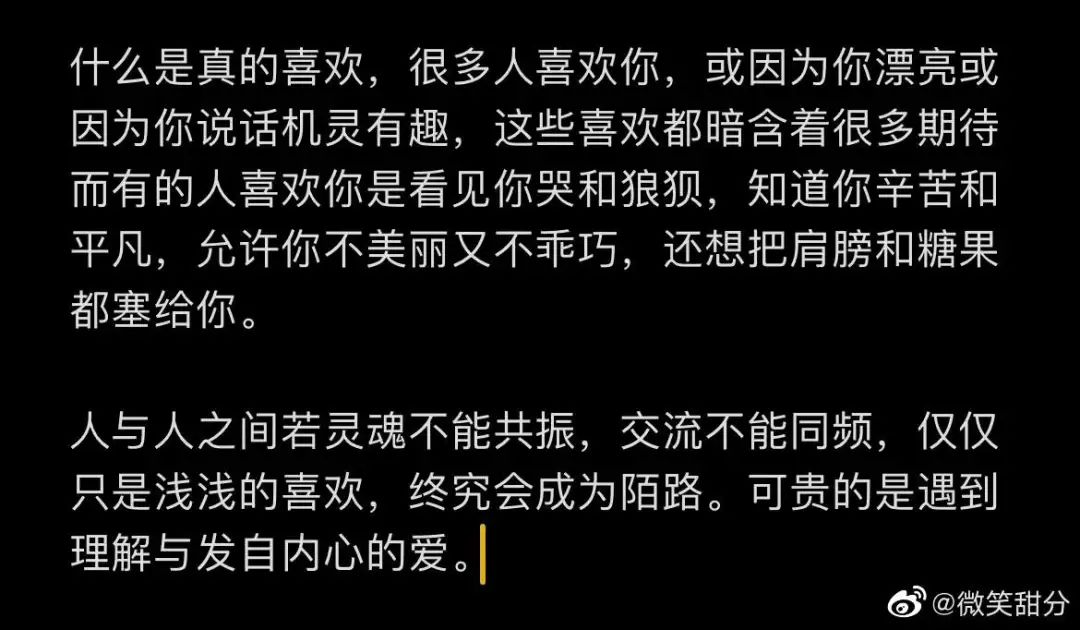 什么是真的喜欢，很多人喜欢你，或因为你漂亮或
因为你说话机灵有趣，这些喜欢都暗含着很多期待
而有的人喜欢你是看见你哭和狼狈，知道你辛苦和
平凡，允许你不美丽又不乖巧，还想把肩膀和糖果
都塞给你。
人与人之间若灵魂不能共振，交流不能同频，仅仅
只是浅浅的喜欢，终究会成为陌路。可贵的是遇到
理解与发自内心的爱。
@微笑甜分